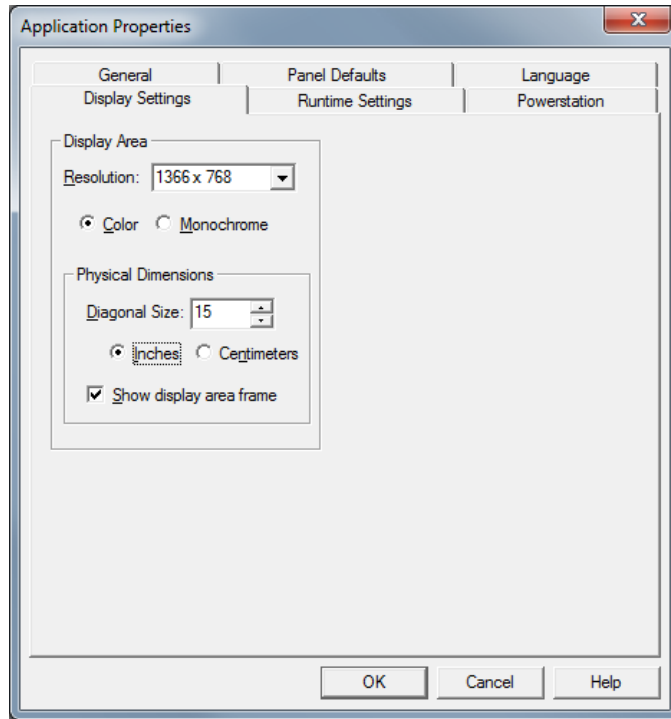 Application Properties
General Panel Defaults Language
Display Settings Runtime Settings Powerstation
Display Area
Resolution: 1366 x 768
Color Monochrome
Physical Dimensions
Diagonal Size: 15
Inches Centimeters
Show display area frame
OK Cancel Help